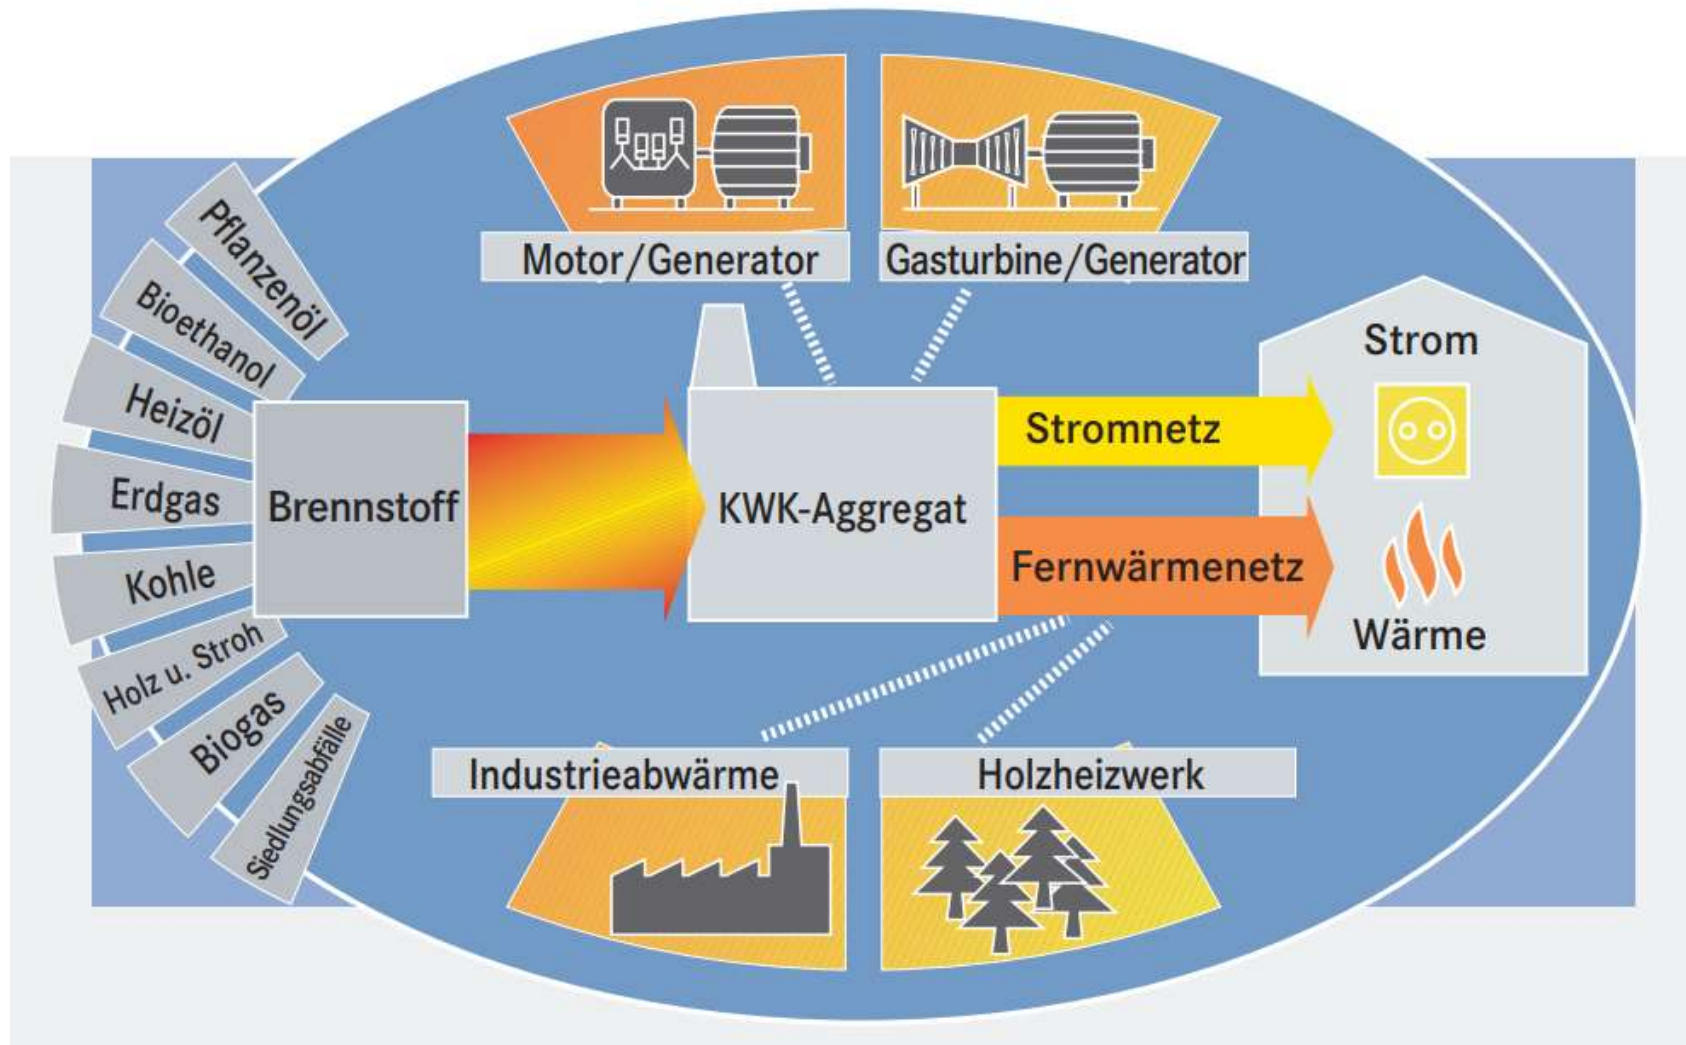 Motor/Generator
Gasturbine/Generator
Pflanzenöl
Bioethanol
Heizöl
Erdgas
Kohle
Holz u. Stroh
Biogas
Siedlungsabfälle
Brennstoff
KWK-Aggregat
Stromnetz
Fernwärmenetz
Strom
Wärme
Industrieabwärme
Holzheizwerk